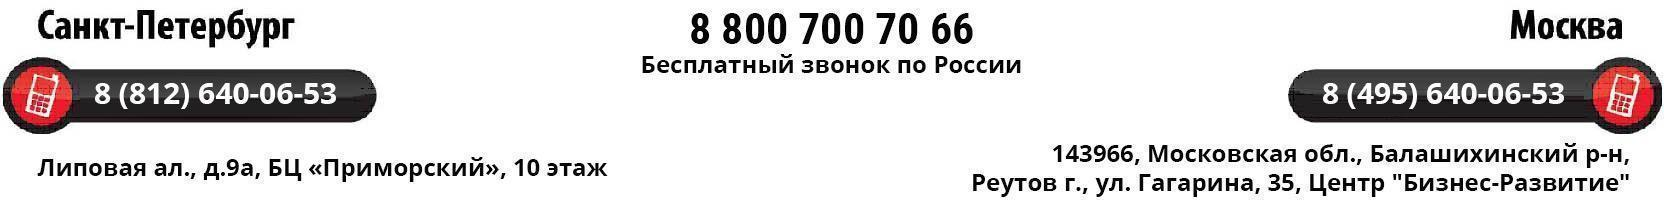 Санкт-Петербург
8 (812) 640-06-53
Липовая ал., д.9а, БЦ «Приморский», 10 этаж
8 800 700 70 66
Бесплатный звонок по России
Москва
8 (495) 640-06-53
143966, Московская обл., Балашихинский р-н,
Реутов г., ул. Гагарина, 35, Центр "Бизнес-Развитие"